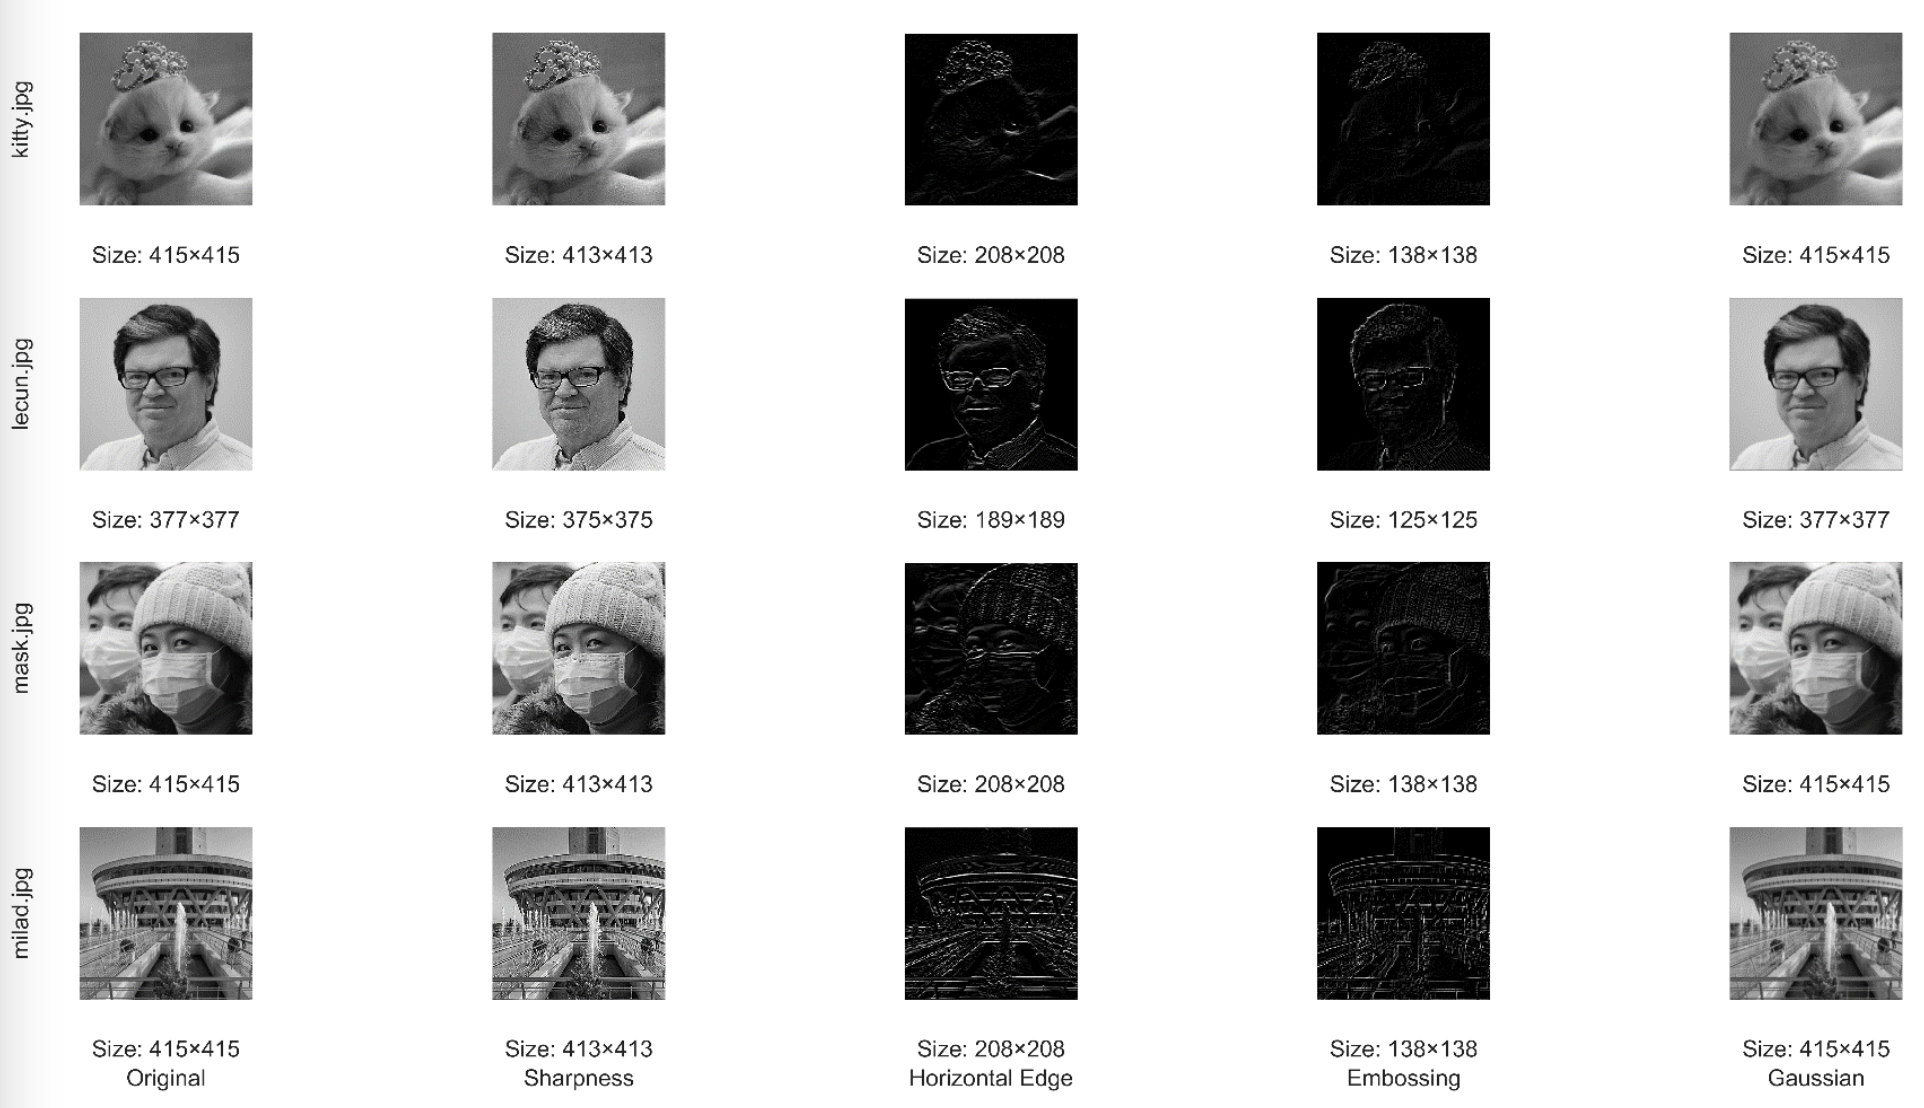 kitty.jpg
Size: 415×415
Size: 413×413
Size: 208×208
Size: 138×138
Size: 415×415
lecun.jpg
Size: 377×377
Size: 375×375
Size: 189×189
Size: 125×125
Size: 377×377
mask.jpg
Size: 415×415
Size: 413×413
Size: 208×208
Size: 138×138
Size: 415×415
milad.jpg
Size: 415×415
Original
Size: 413×413
Sharpness
Size: 208×208
Horizontal Edge
Size: 138×138
Embossing
Size: 415×415
Gaussian